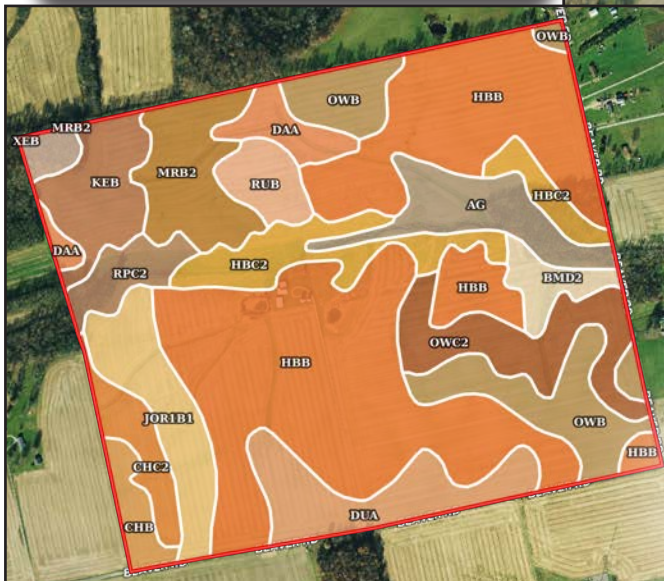 OWB
HBB
OWB
MRB2
XEB
DAA
KEB
MRB2
RUB
HBC2
AG
DAA
RPC2
HBC2
BMD2
HBB
OWC2
HBB
JOR1B1
OWB
HBB
CHC2
DUA
CHB